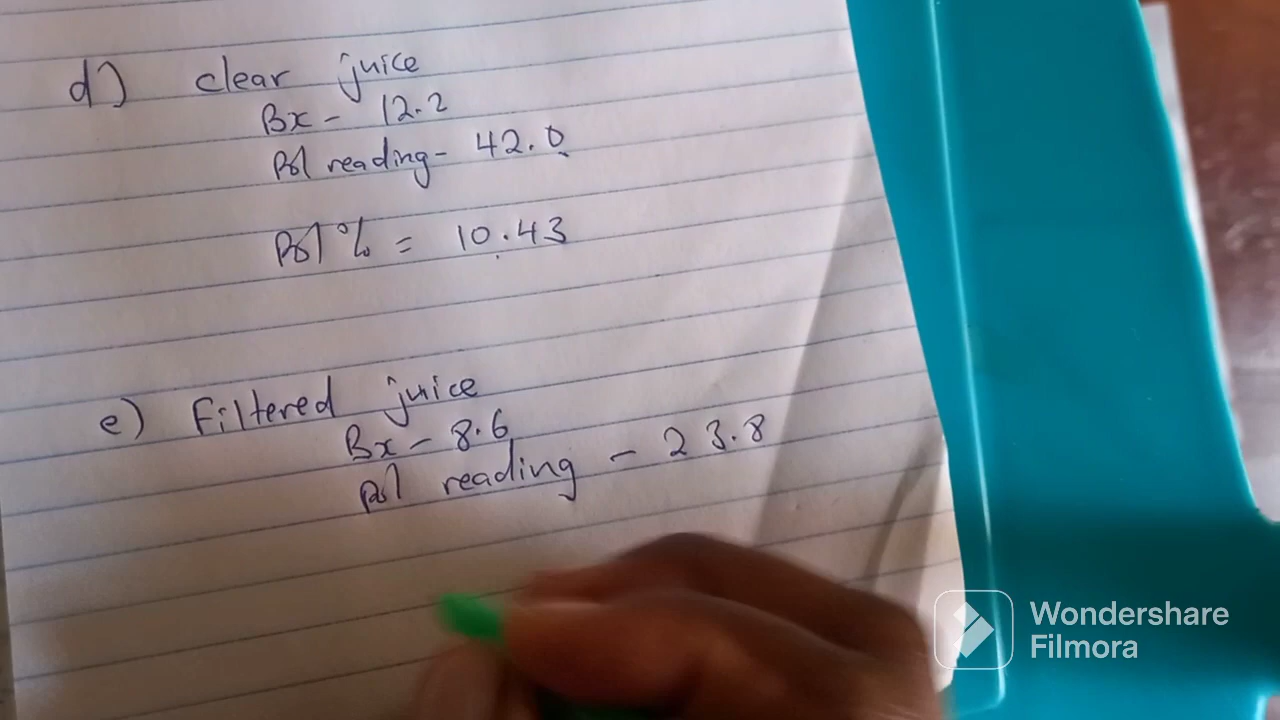 d) clear juice
Bx - 12.2
Pol reading - 42.0
Pol % = 10.43
e) Filtered juice
Bx - 8.6
pol reading - 23.8
Wondershare
Filmora